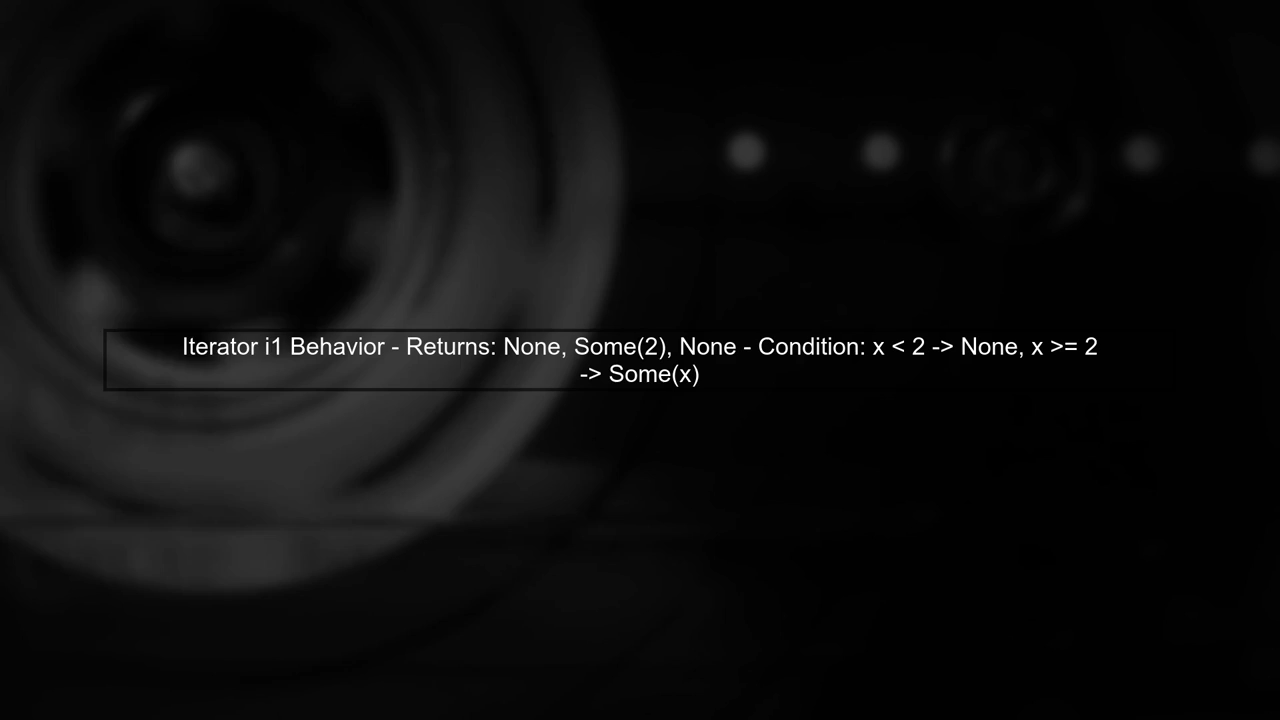 Iterator i1 Behavior - Returns: None, Some(2), None - Condition: x < 2 -> None, x >= 2
-> Some(x)